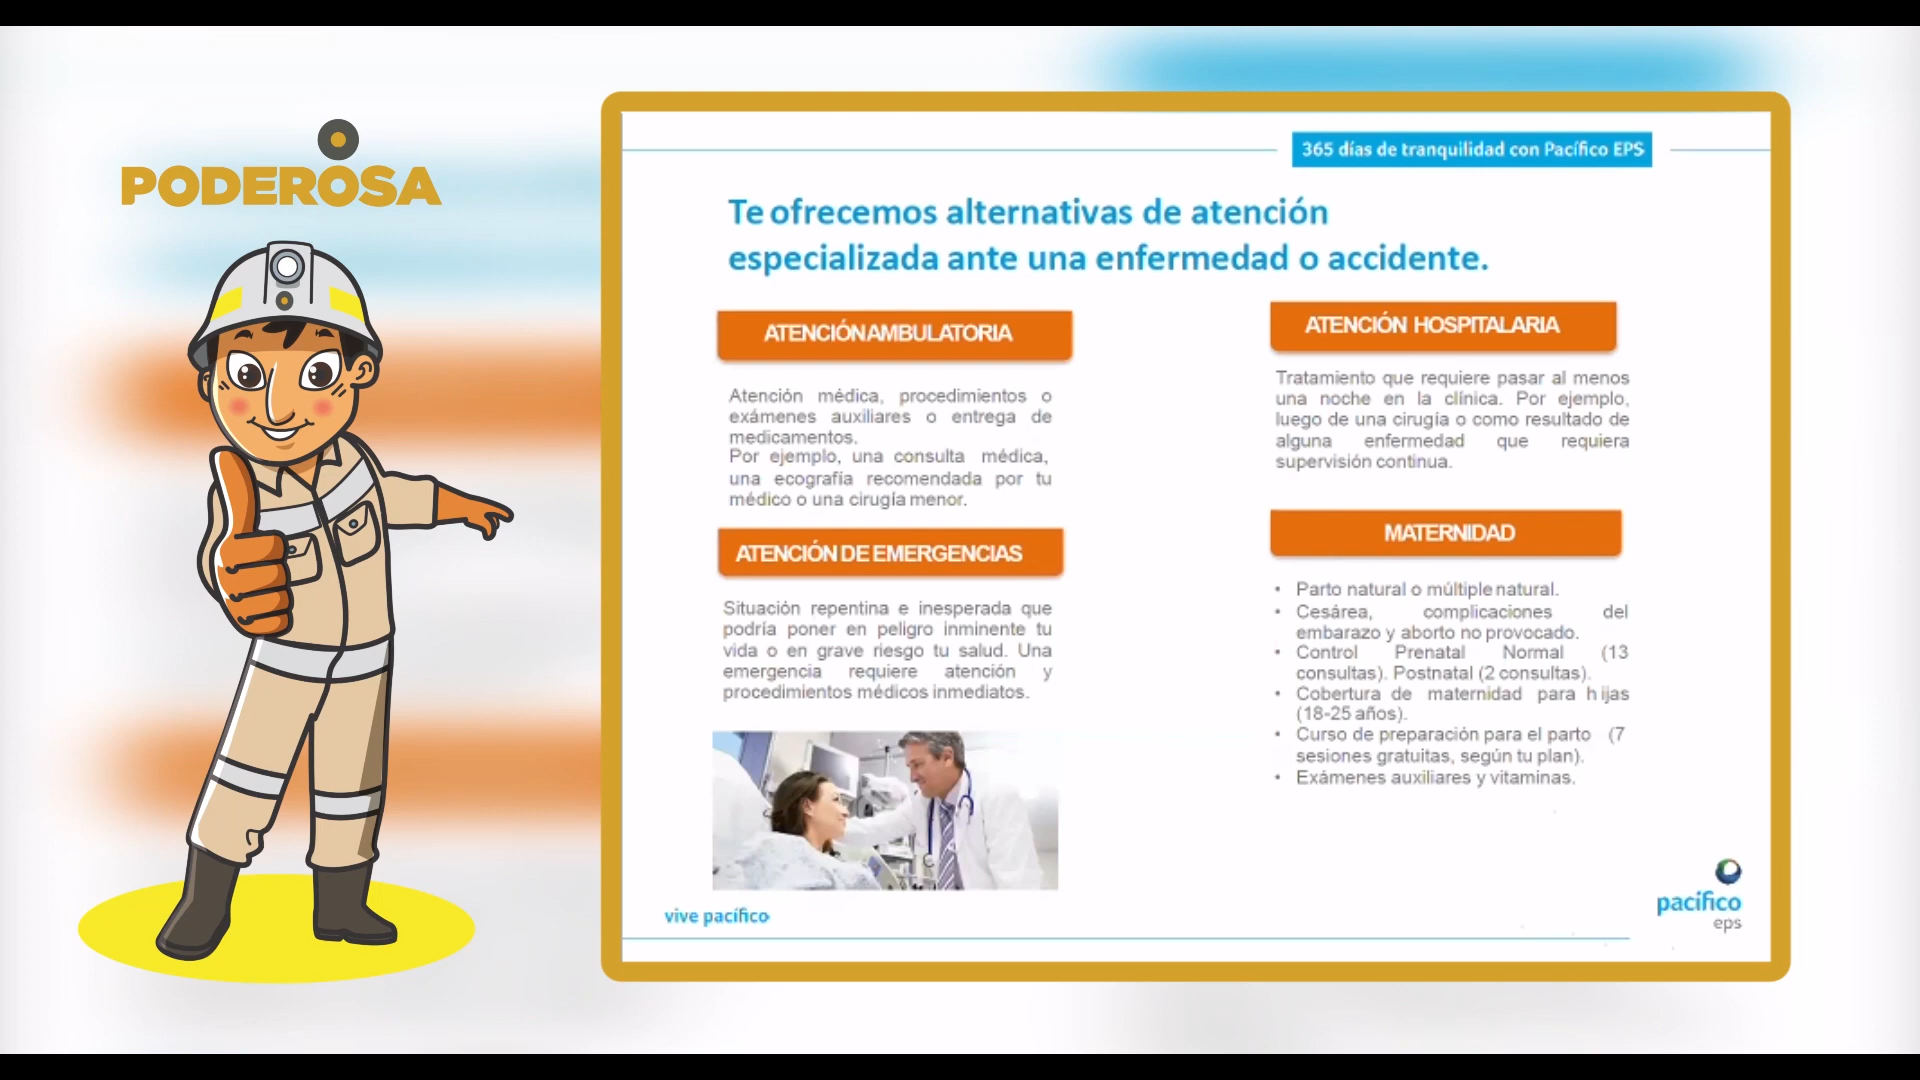 PODEROSA
365 días de tranquilidad con Pacífico EPS
Te ofrecemos alternativas de atención
especializada ante una enfermedad o accidente.
ATENCIÓN AMBULATORIA
Atención médica, procedimientos o
exámenes auxiliares o entrega de
medicamentos.
Por ejemplo, una consulta médica,
una ecografía recomendada por tu
médico o una cirugía menor.
ATENCIÓN DE EMERGENCIAS
Situación repentina e inesperada que
podría poner en peligro inminente tu
vida o en grave riesgo tu salud. Una
emergencia requiere atención y
procedimientos médicos inmediatos.
ATENCIÓN HOSPITALARIA
Tratamiento que requiere pasar al menos
una noche en la clínica. Por ejemplo,
luego de una cirugía o como resultado de
alguna enfermedad que requiera
supervisión continua.
MATERNIDAD
• Parto natural o múltiple natural.
• Cesárea, complicaciones del
embarazo y aborto no provocado.
• Control Prenatal Normal (13
consultas). Postnatal (2 consultas).
• Cobertura de maternidad para hijas
(18-25 años).
• Curso de preparación para el parto (7
sesiones gratuitas, según tu plan).
• Exámenes auxiliares y vitaminas.
vive pacífico
pacífico
eps